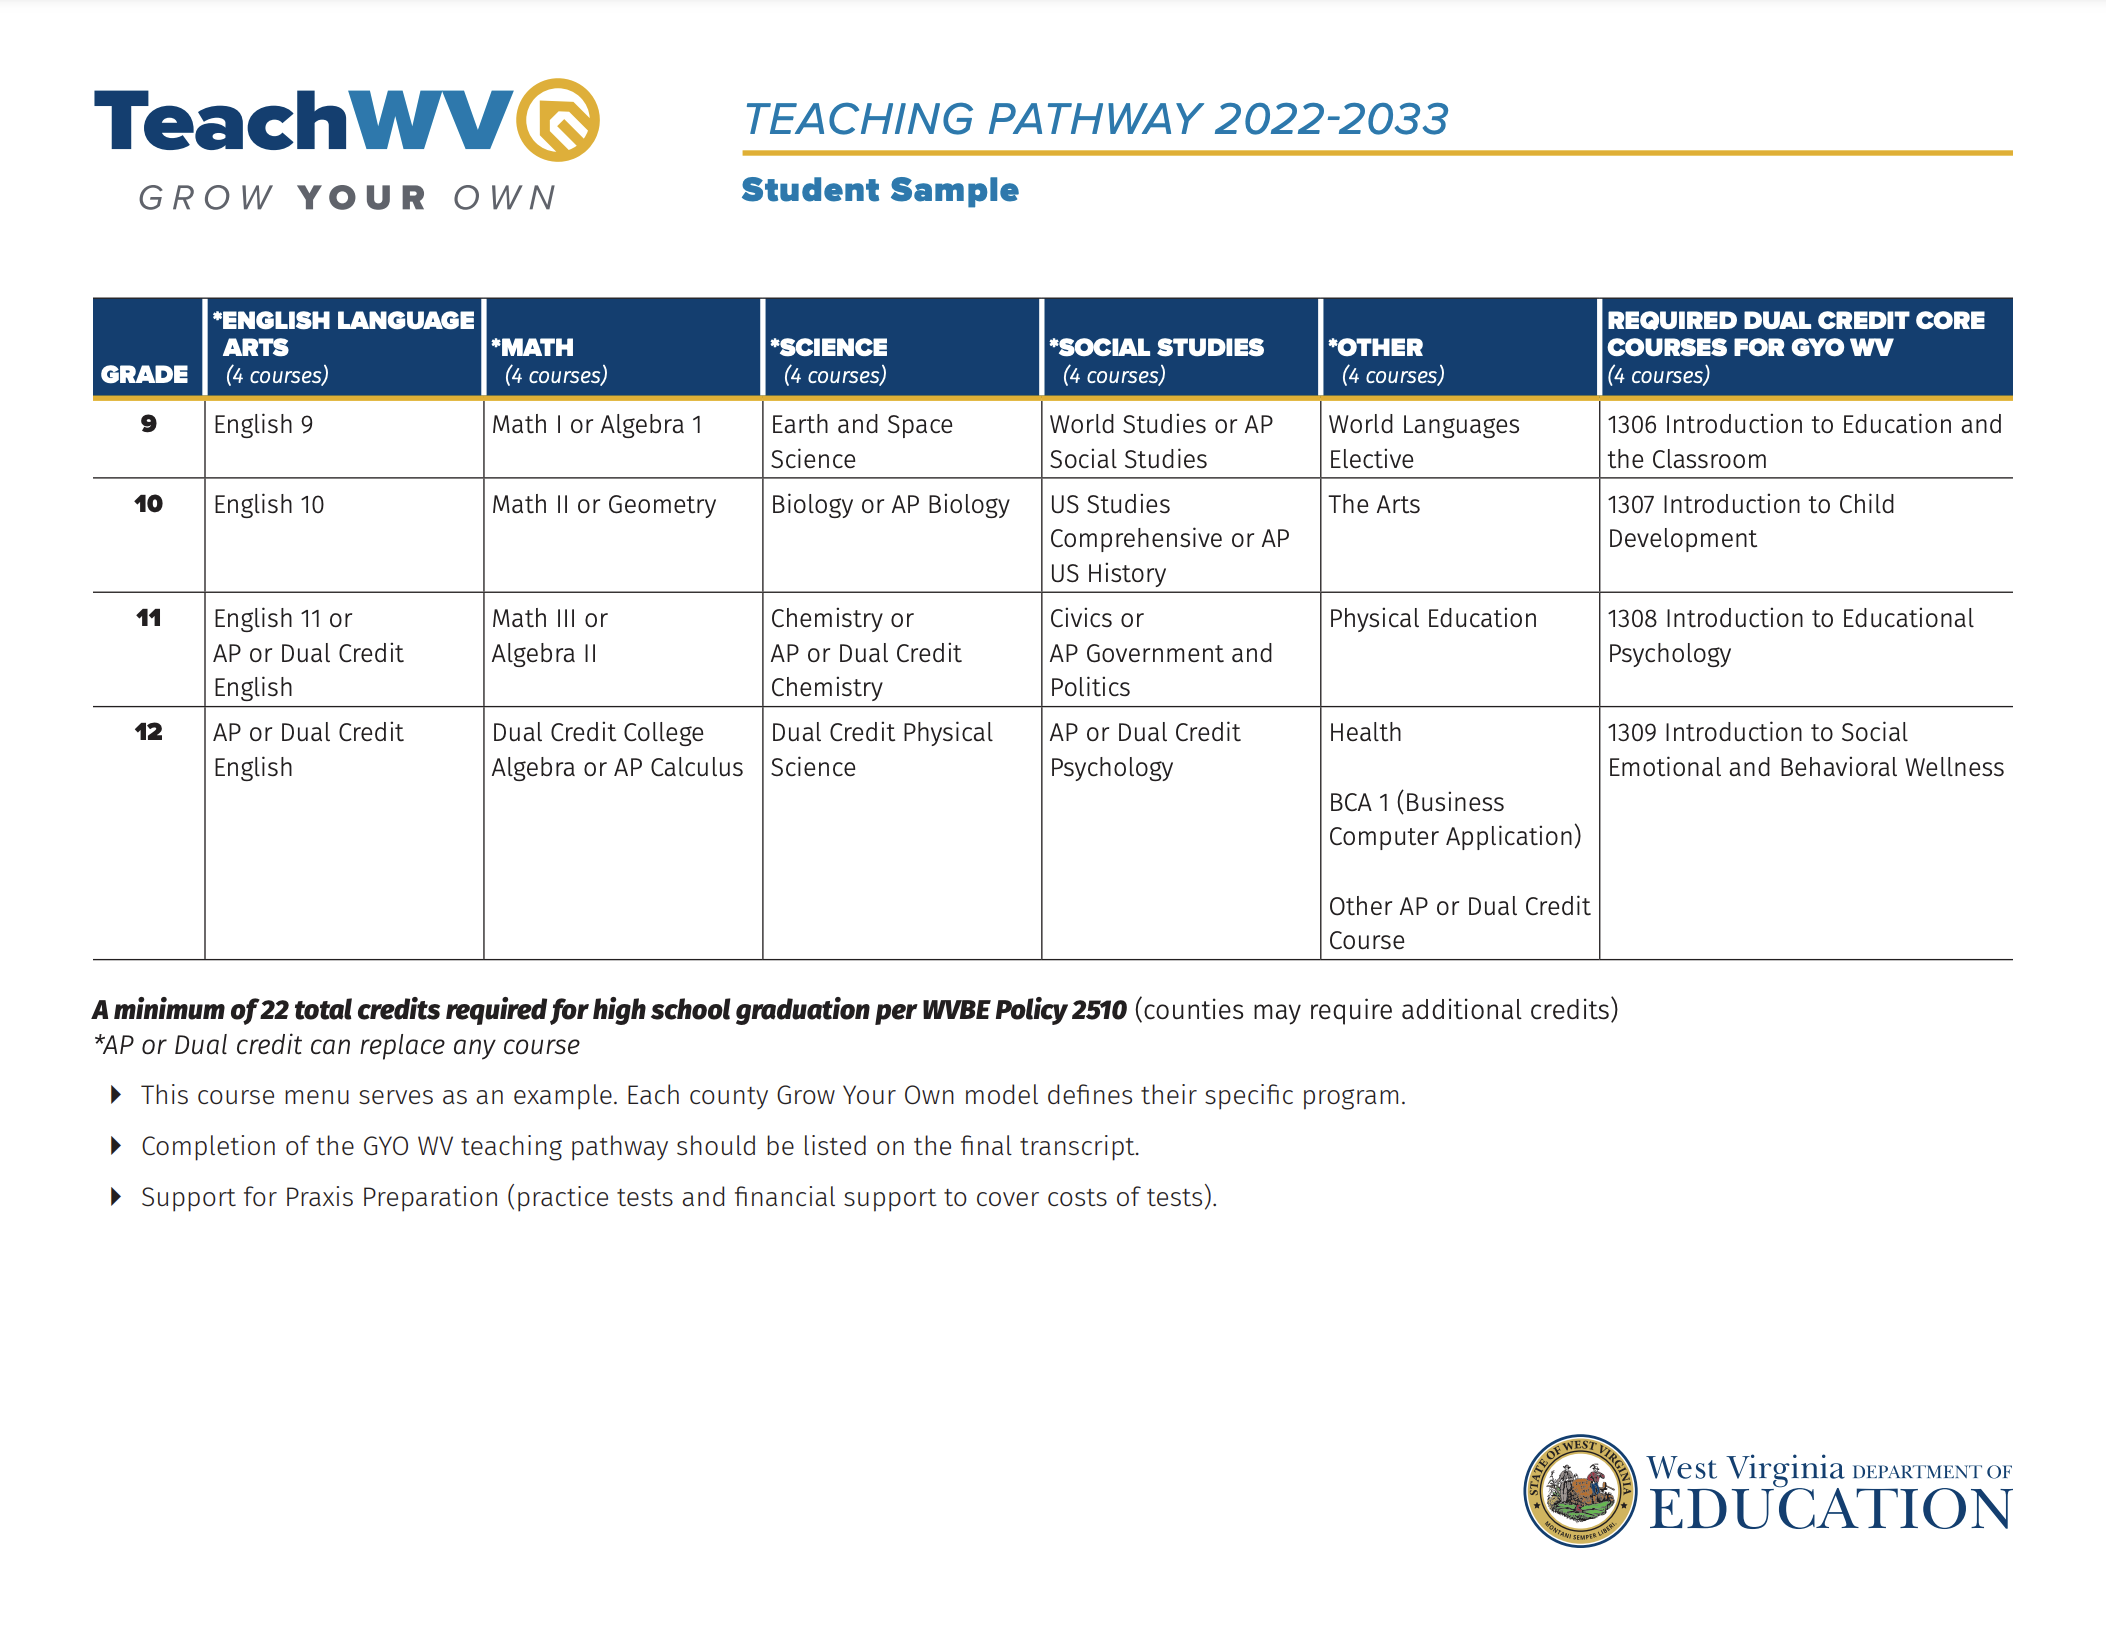 TeachWV
GROW YOUR OWN
TEACHING PATHWAY 2022-2033
Student Sample
GRADE
*ENGLISH LANGUAGE
ARTS
(4 courses)
*MATH
(4 courses)
*SCIENCE
(4 courses)
*SOCIAL STUDIES
(4 courses)
*OTHER
(4 courses)
REQUIRED DUAL CREDIT CORE
COURSES FOR GYO WV
(4 courses)
9
English 9
Math I or Algebra 1
Earth and Space
Science
World Studies or AP
Social Studies
World Languages
Elective
1306 Introduction to Education and
the Classroom
10
English 10
Math II or Geometry
Biology or AP Biology
US Studies
Comprehensive or AP
US History
The Arts
1307 Introduction to Child
Development
11
English 11 or
AP or Dual Credit
English
Math III or
Algebra II
Chemistry or
AP or Dual Credit
Chemistry
Civics or
AP Government and
Politics
Physical Education
1308 Introduction to Educational
Psychology
12
AP or Dual Credit
English
Dual Credit College
Algebra or AP Calculus
Dual Credit Physical
Science
AP or Dual Credit
Psychology
Health
BCA 1 (Business
Computer Application)
Other AP or Dual Credit
Course
1309 Introduction to Social
Emotional and Behavioral Wellness
A minimum of 22 total credits required for high school graduation per WVBE Policy 2510 (counties may require additional credits)
*AP or Dual credit can replace any course
This course menu serves as an example. Each county Grow Your Own model defines their specific program.
Completion of the GYO WV teaching pathway should be listed on the final transcript.
Support for Praxis Preparation (practice tests and financial support to cover costs of tests).
STATE OF WEST VIRGINIA
MONTANI SEMPER LIBERI
West Virginia DEPARTMENT OF
EDUCATION